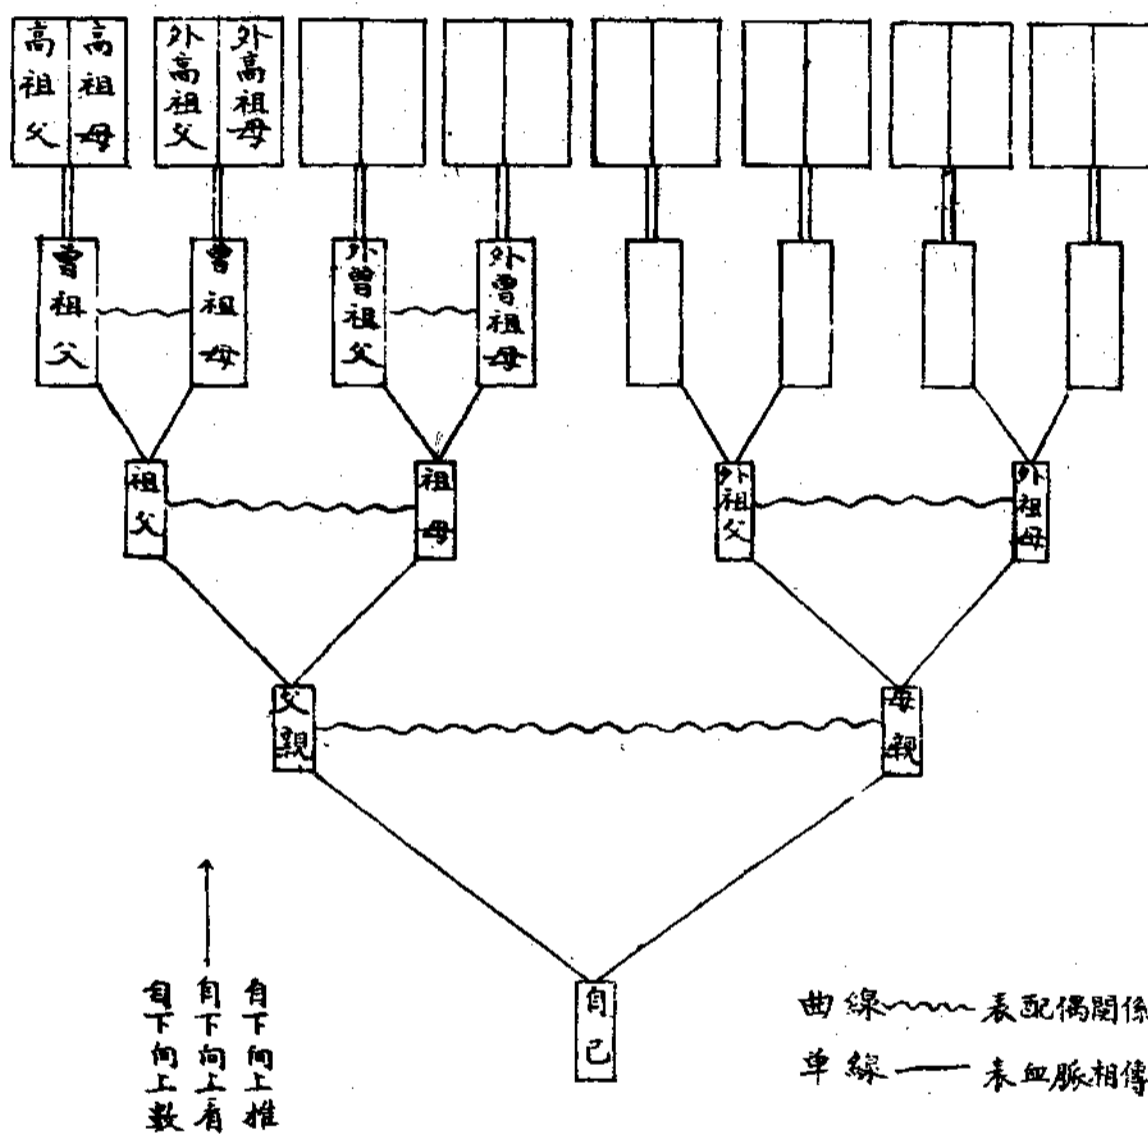 高祖父
高祖母
外高祖父
外高祖母
曾祖父
曾祖母
外曾祖父
外曾祖母
祖父
祖母
外祖父
外祖母
父親
母親
自己
自下向上推
自下向上看
自下向上數
曲線 表配偶關係
単線 表血脈相傳